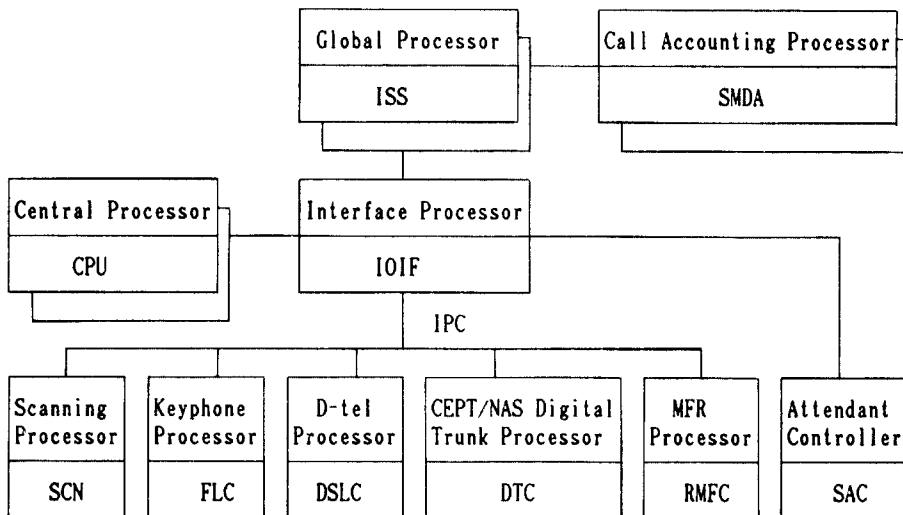 Global Processor
ISS
Call Accounting Processor
SMDA
Central Processor
CPU
Interface Processor
IOIF
IPC
Scanning
Processor
SCN
Keyphone
Processor
FLC
D-tel
Processor
DSLC
CEPT/NAS Digital
Trunk Processor
DTC
MFR
Processor
RMFC
Attendant
Controller
SAC